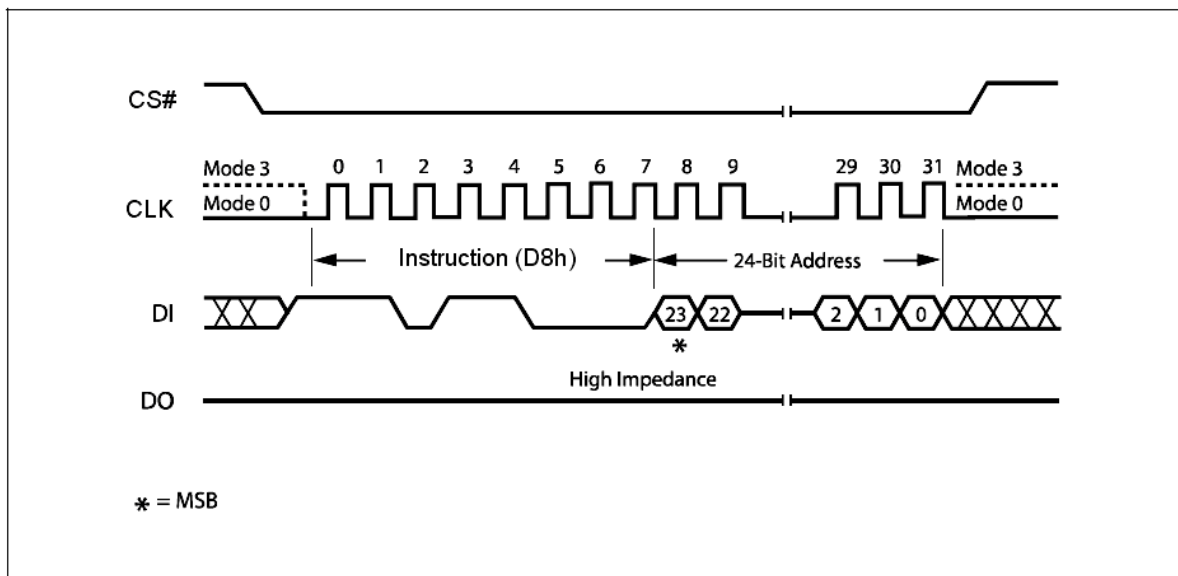 CS#
Mode 3 0 1 2 3 4 5 6 7 8 9 29 30 31 Mode 3
CLK Mode 0 Mode 0
Instruction (D8h) 24-Bit Address
DI 23 22 2 1 0
*
High Impedance
DO
* = MSB